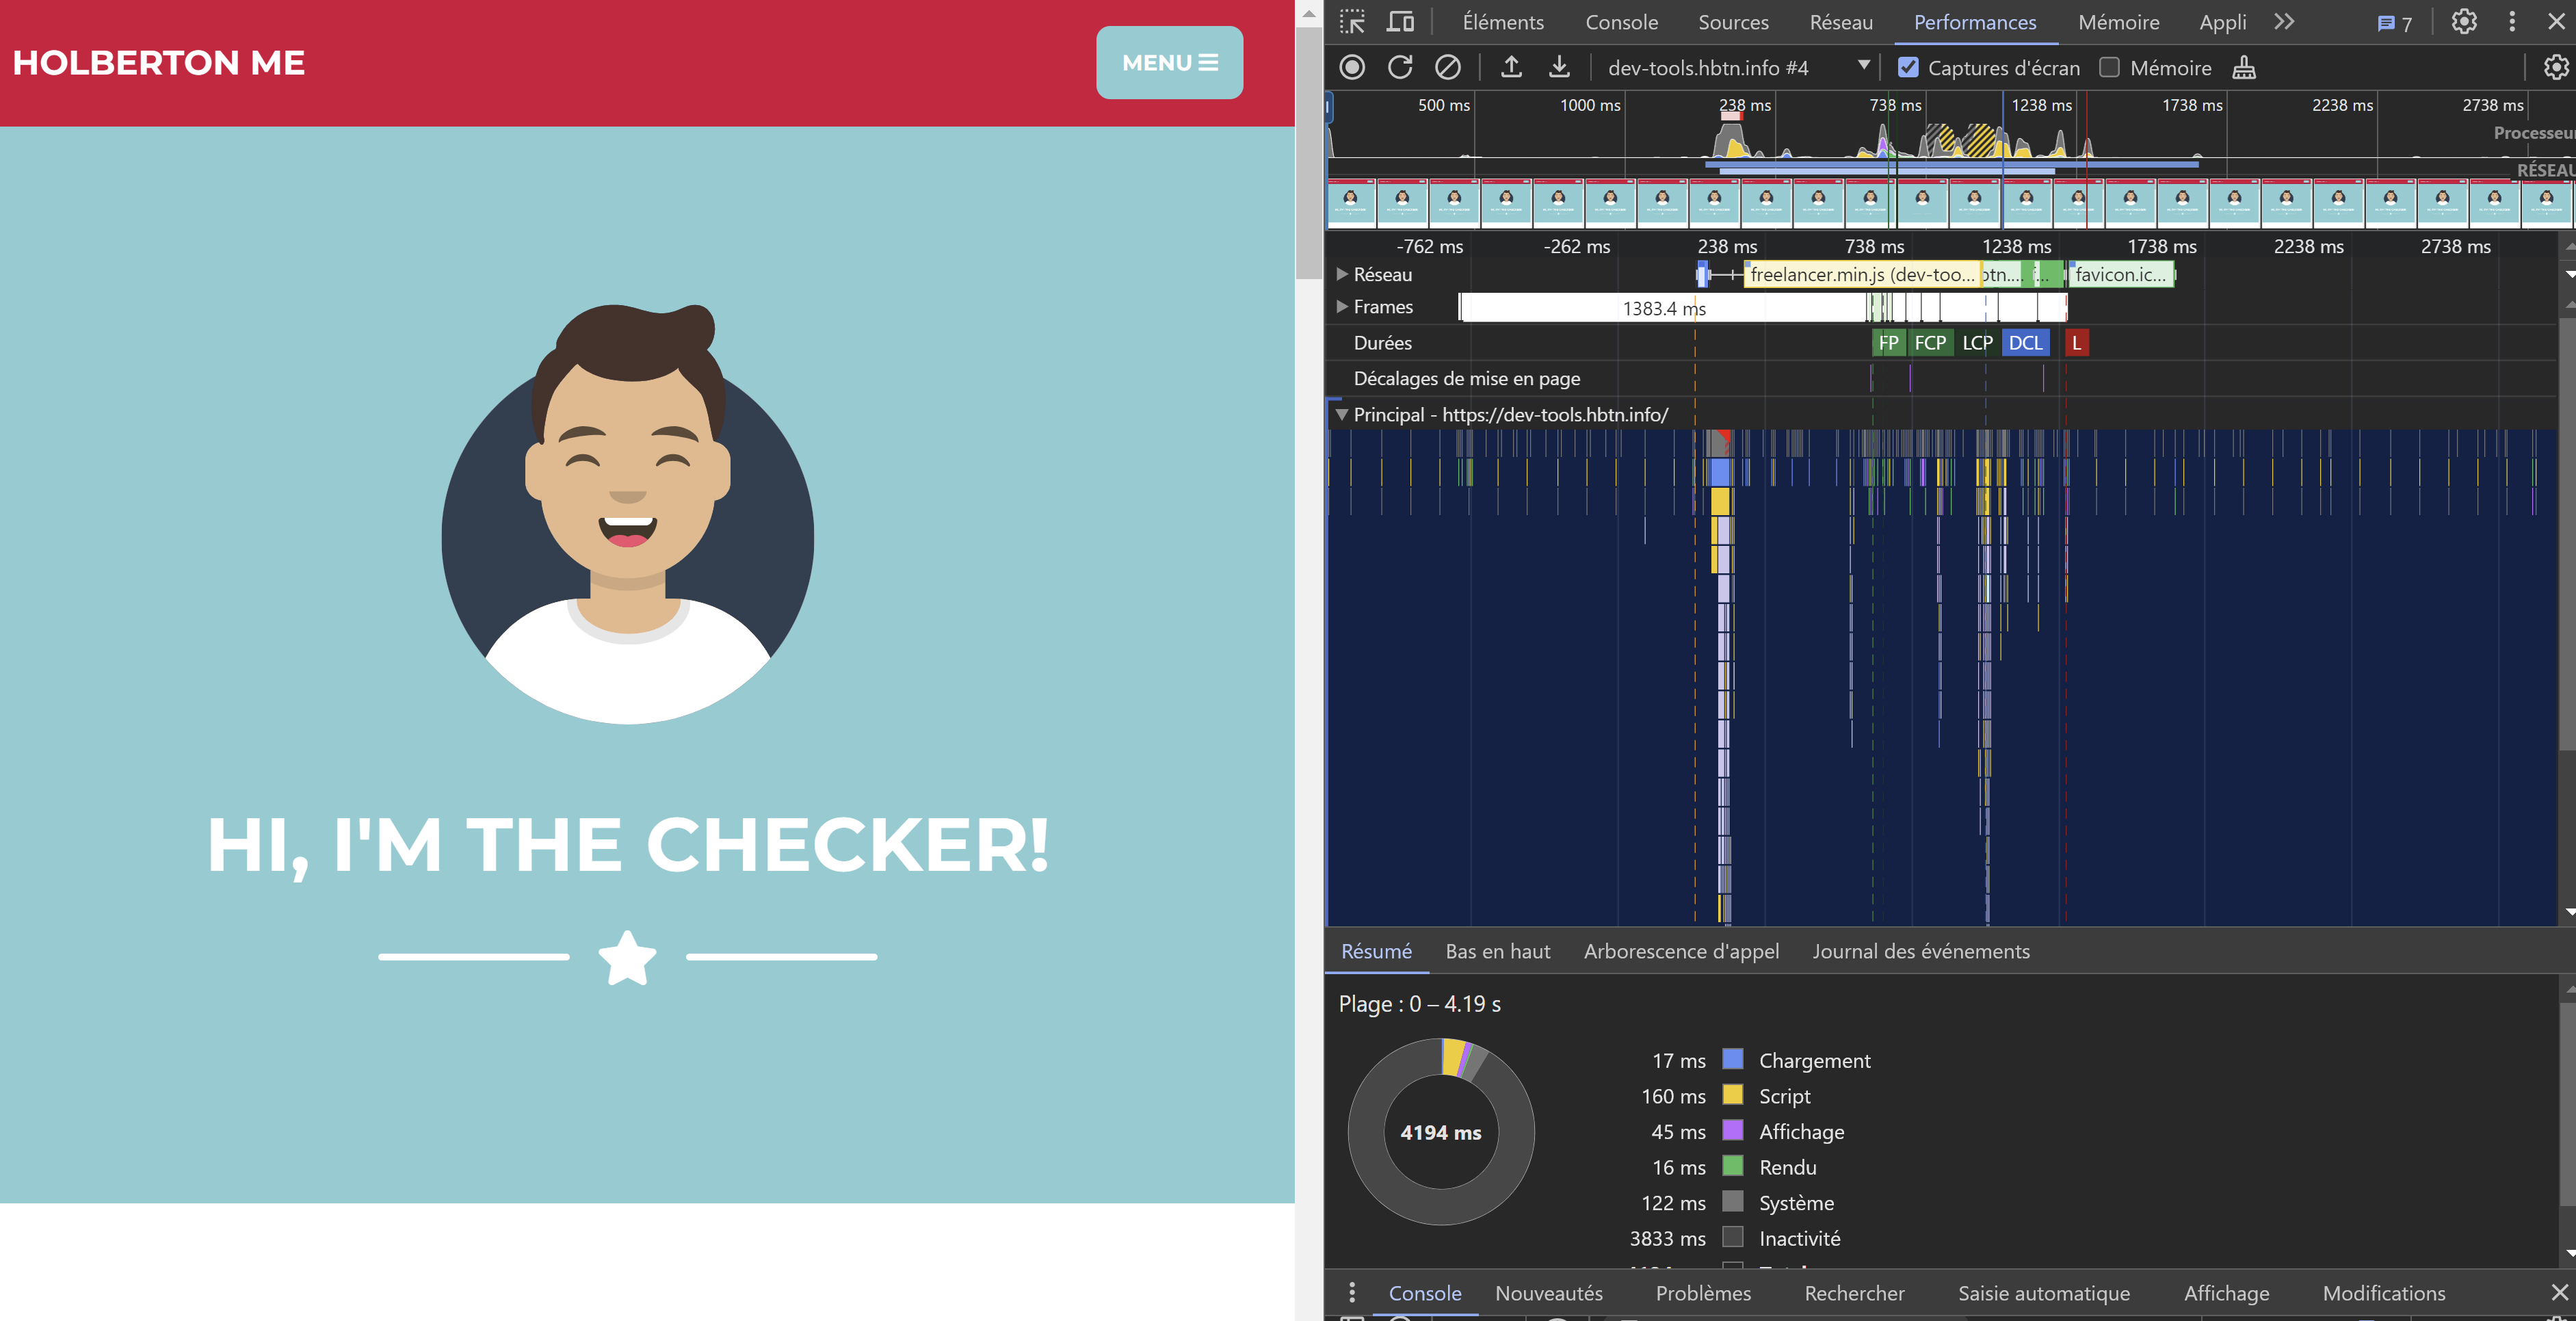 HOLBERTON ME
MENU
HI, I'M THE CHECKER!
Éléments Console Sources Réseau Performances Mémoire Appli 7
dev-tools.hbtn.info #4 Captures d'écran Mémoire
500 ms 1000 ms 238 ms 738 ms 1238 ms 1738 ms 2238 ms 2738 ms
Processeu
RÉSEAU
-762 ms -262 ms 238 ms 738 ms 1238 ms 1738 ms 2238 ms 2738 ms
Réseau freelancer.min.js (dev-too... btn.... f... favicon.ic...
Frames 1383.4 ms
Durées FP FCP LCP DCL L
Décalages de mise en page
Principal - https://dev-tools.hbtn.info/
Résumé Bas en haut Arborescence d'appel Journal des événements
Plage : 0 – 4.19 s
4194 ms
17 ms Chargement
160 ms Script
45 ms Affichage
16 ms Rendu
122 ms Système
3833 ms Inactivité
Console Nouveautés Problèmes Rechercher Saisie automatique Affichage Modifications